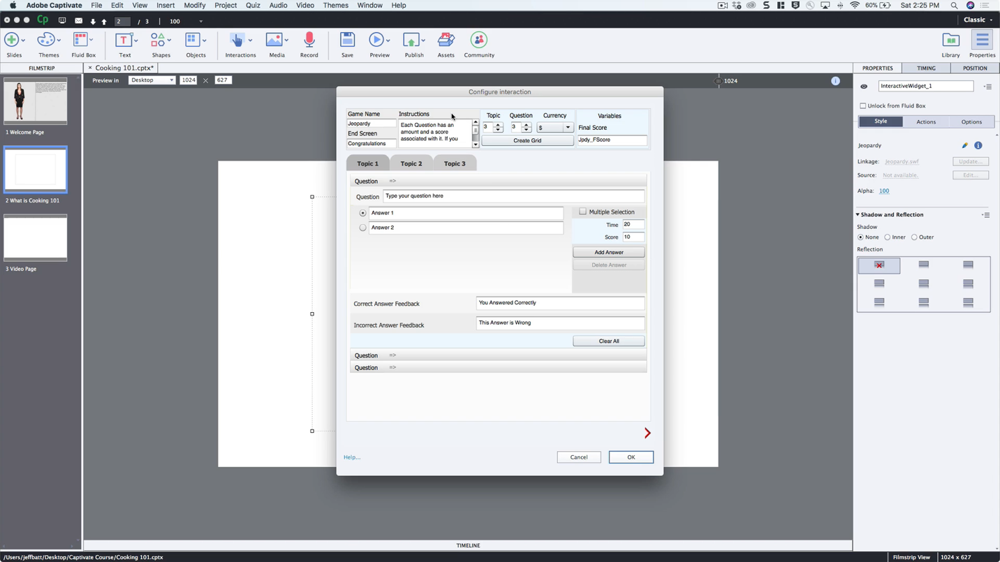 Adobe Captivate File Edit View Insert Modify Project Quiz Audio Video Themes Window Help 60% Sat 2:25 PM
Cp 2 / 3 100 Classic
Slides Themes Fluid Box Text Shapes Objects Interactions Media Record Save Preview Publish Assets Community Library Properties
FILMSTRIP × Cooking 101.cptx* PROPERTIES TIMING POSITION
Preview in Desktop 1024 × 627 1024
1 Welcome Page
2 What is Cooking 101
3 Video Page
Configure interaction
Game Name
Jeopardy
End Screen
Congratulations
Instructions
Each Question has an
amount and a score
associated with it. If you
Topic Question Currency
3 3 $
Create Grid
Variables
Final Score
Jpdy_FScore
Topic 1 Topic 2 Topic 3
Question =>
Question Type your question here
Answer 1
Answer 2
Multiple Selection
Time 20
Score 10
Add Answer
Delete Answer
Correct Answer Feedback You Answered Correctly
Incorrect Answer Feedback This Answer is Wrong
Clear All
Question =>
Question =>
Help... Cancel OK
InteractiveWidget_1
Unlock from Fluid Box
Style Actions Options
Jeopardy
Linkage: Jeopardy.swf Update...
Source: Not available. Edit...
Alpha: 100
Shadow and Reflection
Shadow
None Inner Outer
Reflection
TIMELINE
/Users/jeffbatt/Desktop/Captivate Course/Cooking 101.cptx Filmstrip View 1024 x 627